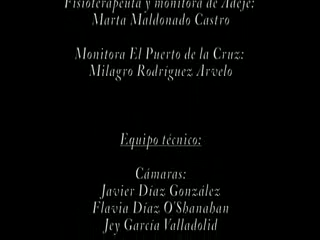 Fisioterapeuta y monitora de Adeje:
Marta Maldonado Castro
Monitora El Puerto de la Cruz:
Milagro Rodríguez Arvelo
Equipo técnico:
Cámaras:
Javier Díaz González
Flavia Díaz O'Shanahan
Jey García Valladolid